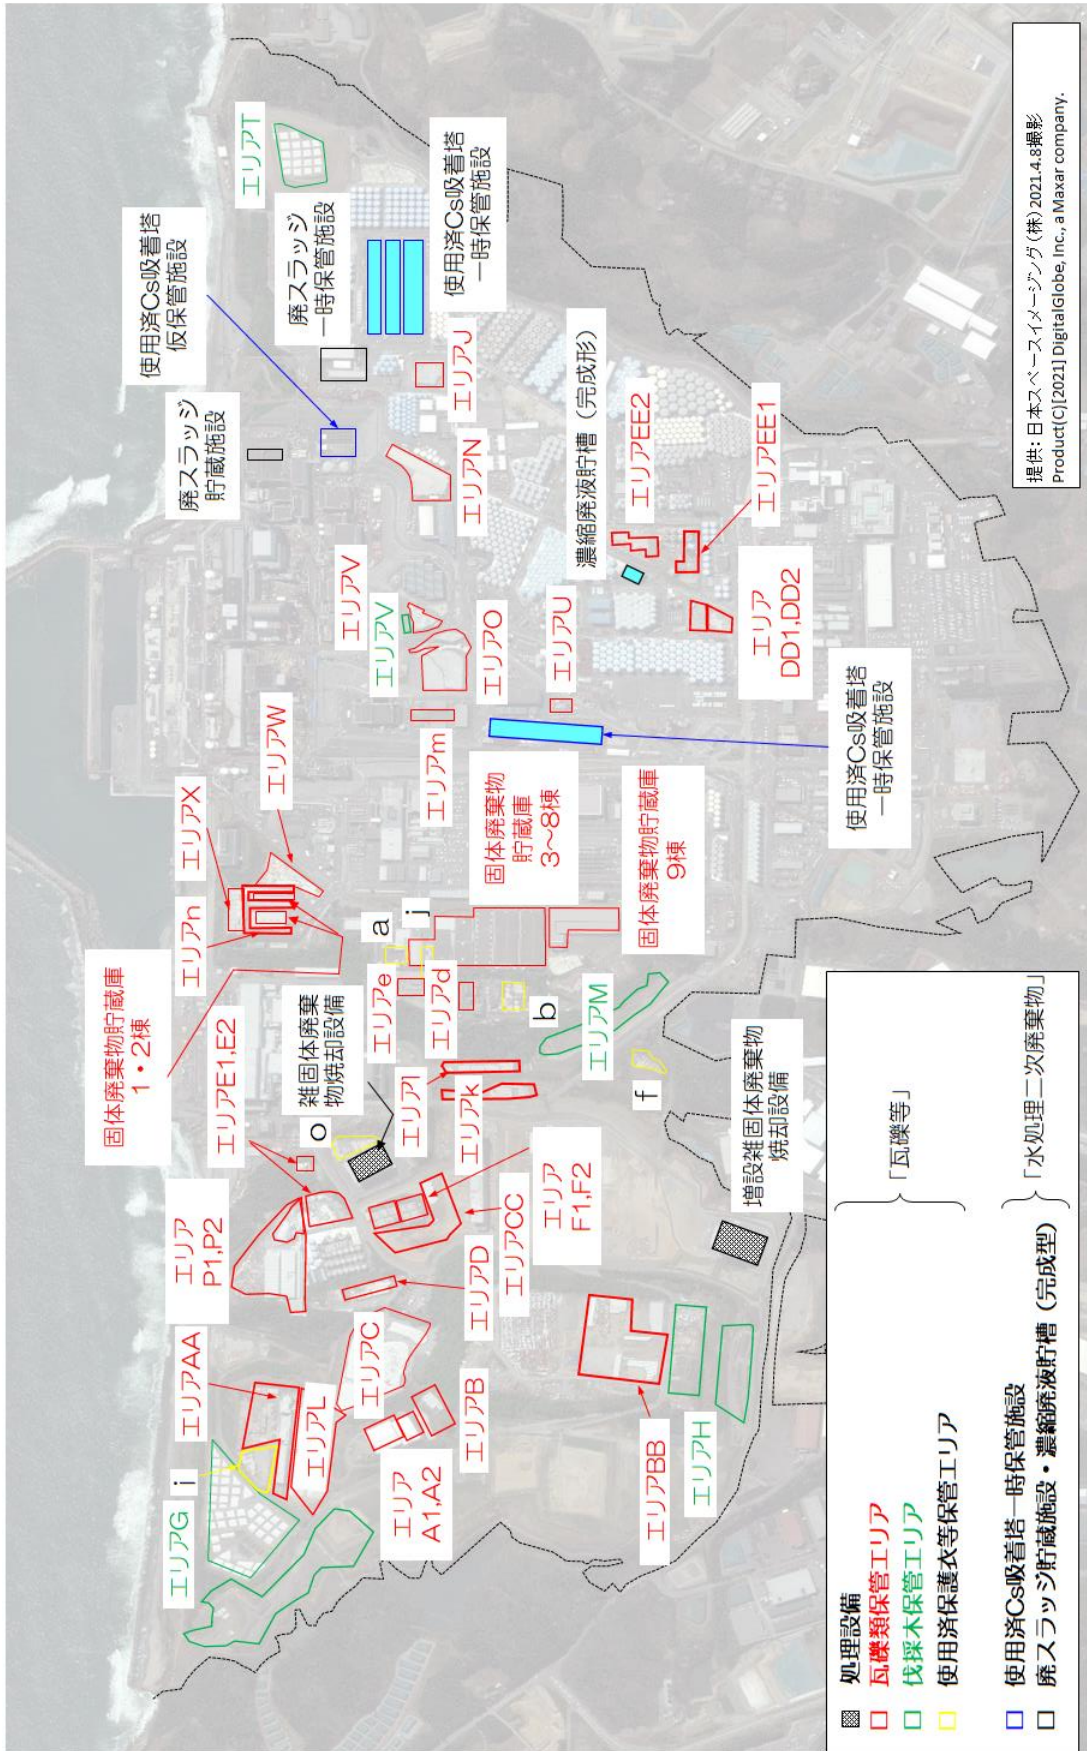 エリアG
i
エリアAA
エリア
P1,P2
エリアE1,E2
固体廃棄物貯蔵庫
1・2棟
エリアn
エリアX
エリアW
廃スラッジ
貯蔵施設
使用済Cs吸着塔
仮保管施設
廃スラッジ
一時保管施設
エリアT
使用済Cs吸着塔
一時保管施設
エリアL
エリアC
エリア
A1,A2
エリアB
エリアD
エリアCC
エリア
F1,F2
o
雑固体廃棄
物焼却設備
エリアl
エリアk
エリアe
エリアd
a
j
b
エリアm
エリアV
エリアV
エリアO
エリアN
エリアJ
固体廃棄物
貯蔵庫
3~8棟
固体廃棄物貯蔵庫
9棟
エリアU
濃縮廃液貯槽(完成形)
エリアEE2
エリアEE1
エリア
DD1,DD2
使用済Cs吸着塔
一時保管施設
エリアM
f
増設雑固体廃棄物
焼却設備
エリアBB
エリアH
処理設備
瓦礫類保管エリア
伐採木保管エリア
使用済保護衣等保管エリア
「瓦礫等」
使用済Cs吸着塔一時保管施設
廃スラッジ貯蔵施設・濃縮廃液貯槽(完成型)
「水処理二次廃棄物」
提供:日本スペースイメージング(株)2021.4.8撮影
Product(C)[2021] DigitalGlobe, Inc., a Maxar company.